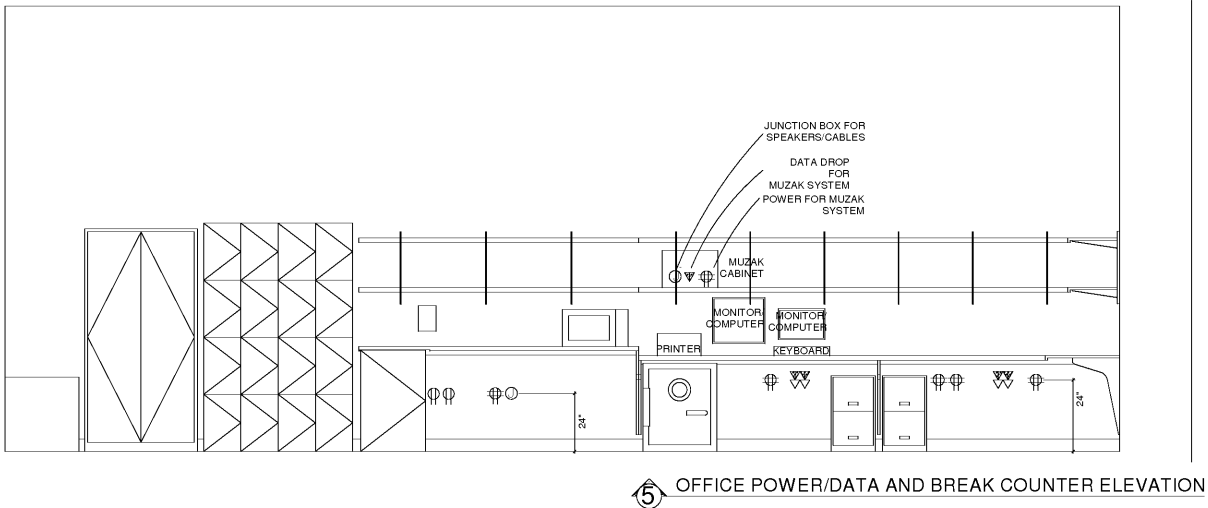 JUNCTION BOX FOR
SPEAKERS/CABLES
DATA DROP
FOR
MUZAK SYSTEM
POWER FOR MUZAK
SYSTEM
MUZAK
CABINET
MONITOR/
COMPUTER
MONITOR/
COMPUTER
PRINTER
KEYBOARD
24"
24"
5 OFFICE POWER/DATA AND BREAK COUNTER ELEVATION